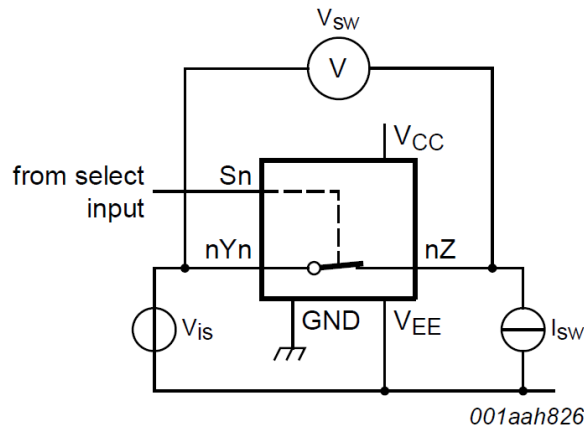 VSW
V
VCC
from select
input
Sn
nYn
nZ
Vis
GND
VEE
ISW
001aah826